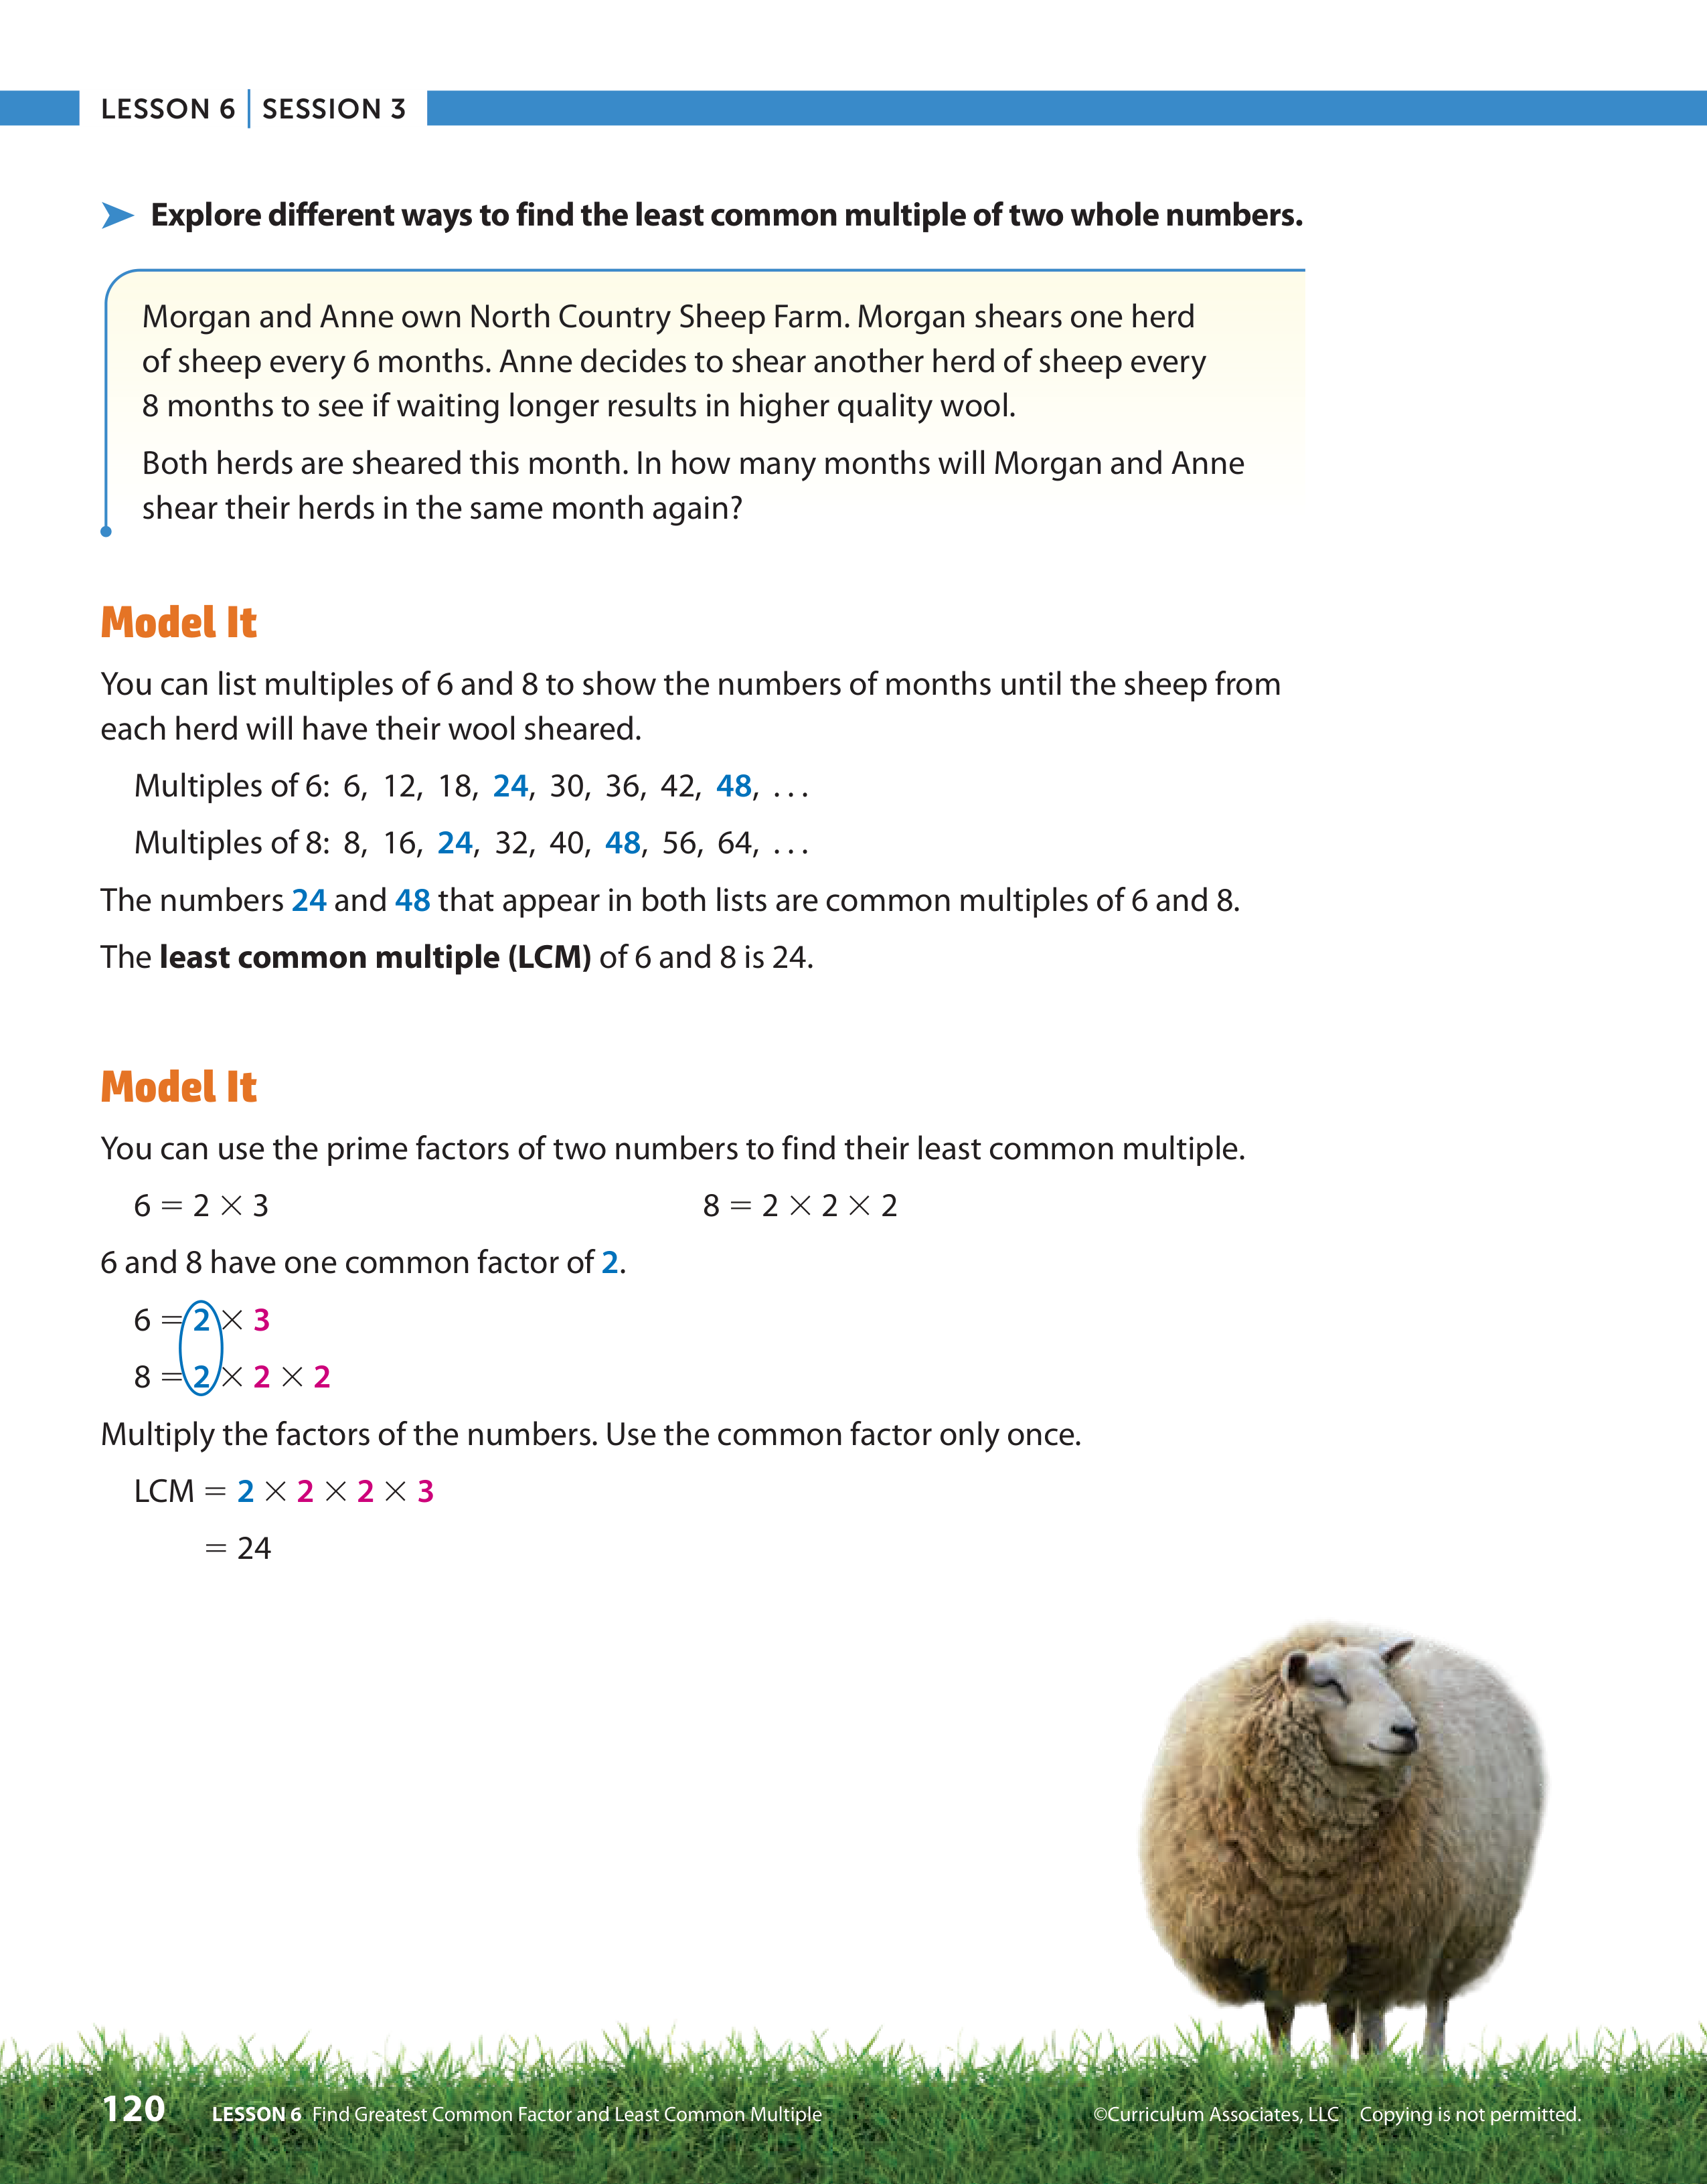 LESSON 6 | SESSION 3
Explore different ways to find the least common multiple of two whole numbers.
Morgan and Anne own North Country Sheep Farm. Morgan shears one herd
of sheep every 6 months. Anne decides to shear another herd of sheep every
8 months to see if waiting longer results in higher quality wool.
Both herds are sheared this month. In how many months will Morgan and Anne
shear their herds in the same month again?
Model It
You can list multiples of 6 and 8 to show the numbers of months until the sheep from
each herd will have their wool sheared.
Multiples of 6: 6, 12, 18, 24, 30, 36, 42, 48, . . .
Multiples of 8: 8, 16, 24, 32, 40, 48, 56, 64, . . .
The numbers 24 and 48 that appear in both lists are common multiples of 6 and 8.
The least common multiple (LCM) of 6 and 8 is 24.
Model It
You can use the prime factors of two numbers to find their least common multiple.
6 = 2 × 3 8 = 2 × 2 × 2
6 and 8 have one common factor of 2.
6 = 2 × 3
8 = 2 × 2 × 2
Multiply the factors of the numbers. Use the common factor only once.
LCM = 2 × 2 × 2 × 3
= 24
120 LESSON 6 Find Greatest Common Factor and Least Common Multiple ©Curriculum Associates, LLC Copying is not permitted.